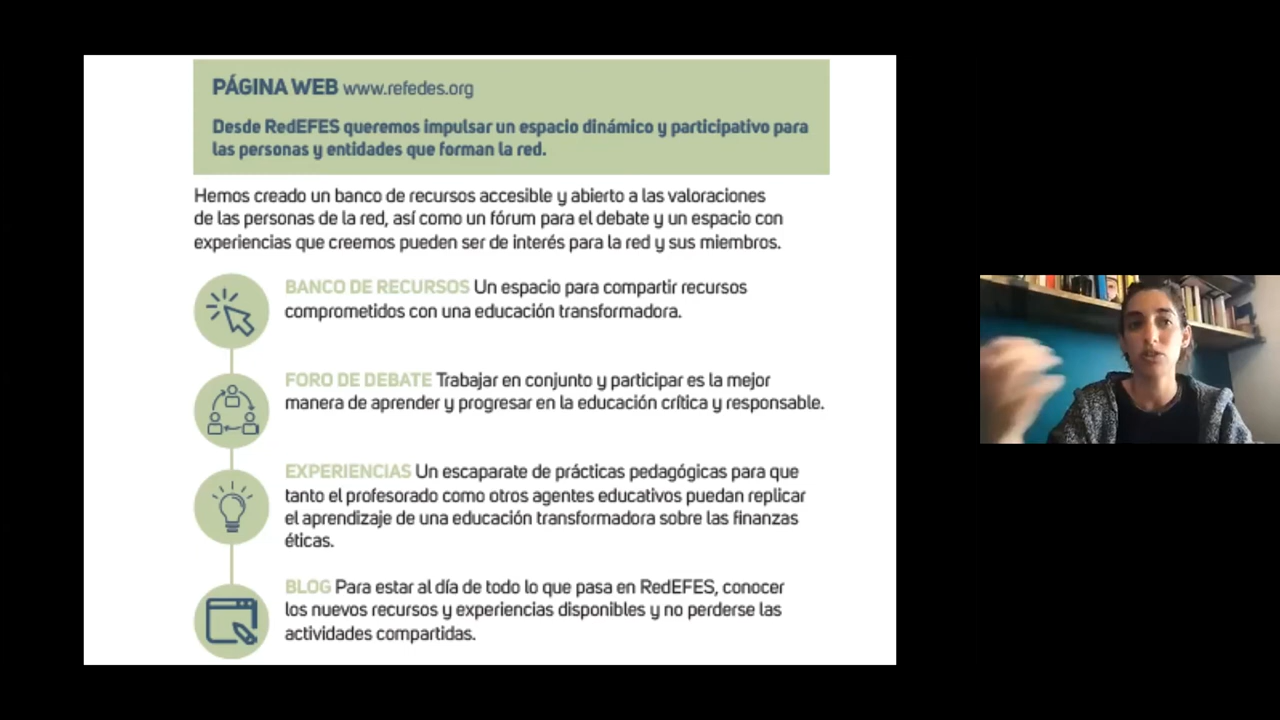 PÁGINA WEB www.refedes.org
Desde RedEFES queremos impulsar un espacio dinámico y participativo para
las personas y entidades que forman la red.
Hemos creado un banco de recursos accesible y abierto a las valoraciones
de las personas de la red, así como un fórum para el debate y un espacio con
experiencias que creemos pueden ser de interés para la red y sus miembros.
BANCO DE RECURSOS Un espacio para compartir recursos
comprometidos con una educación transformadora.
FORO DE DEBATE Trabajar en conjunto y participar es la mejor
manera de aprender y progresar en la educación crítica y responsable.
EXPERIENCIAS Un escaparate de prácticas pedagógicas para que
tanto el profesorado como otros agentes educativos puedan replicar
el aprendizaje de una educación transformadora sobre las finanzas
éticas.
BLOG Para estar al día de todo lo que pasa en RedEFES, conocer
los nuevos recursos y experiencias disponibles y no perderse las
actividades compartidas.